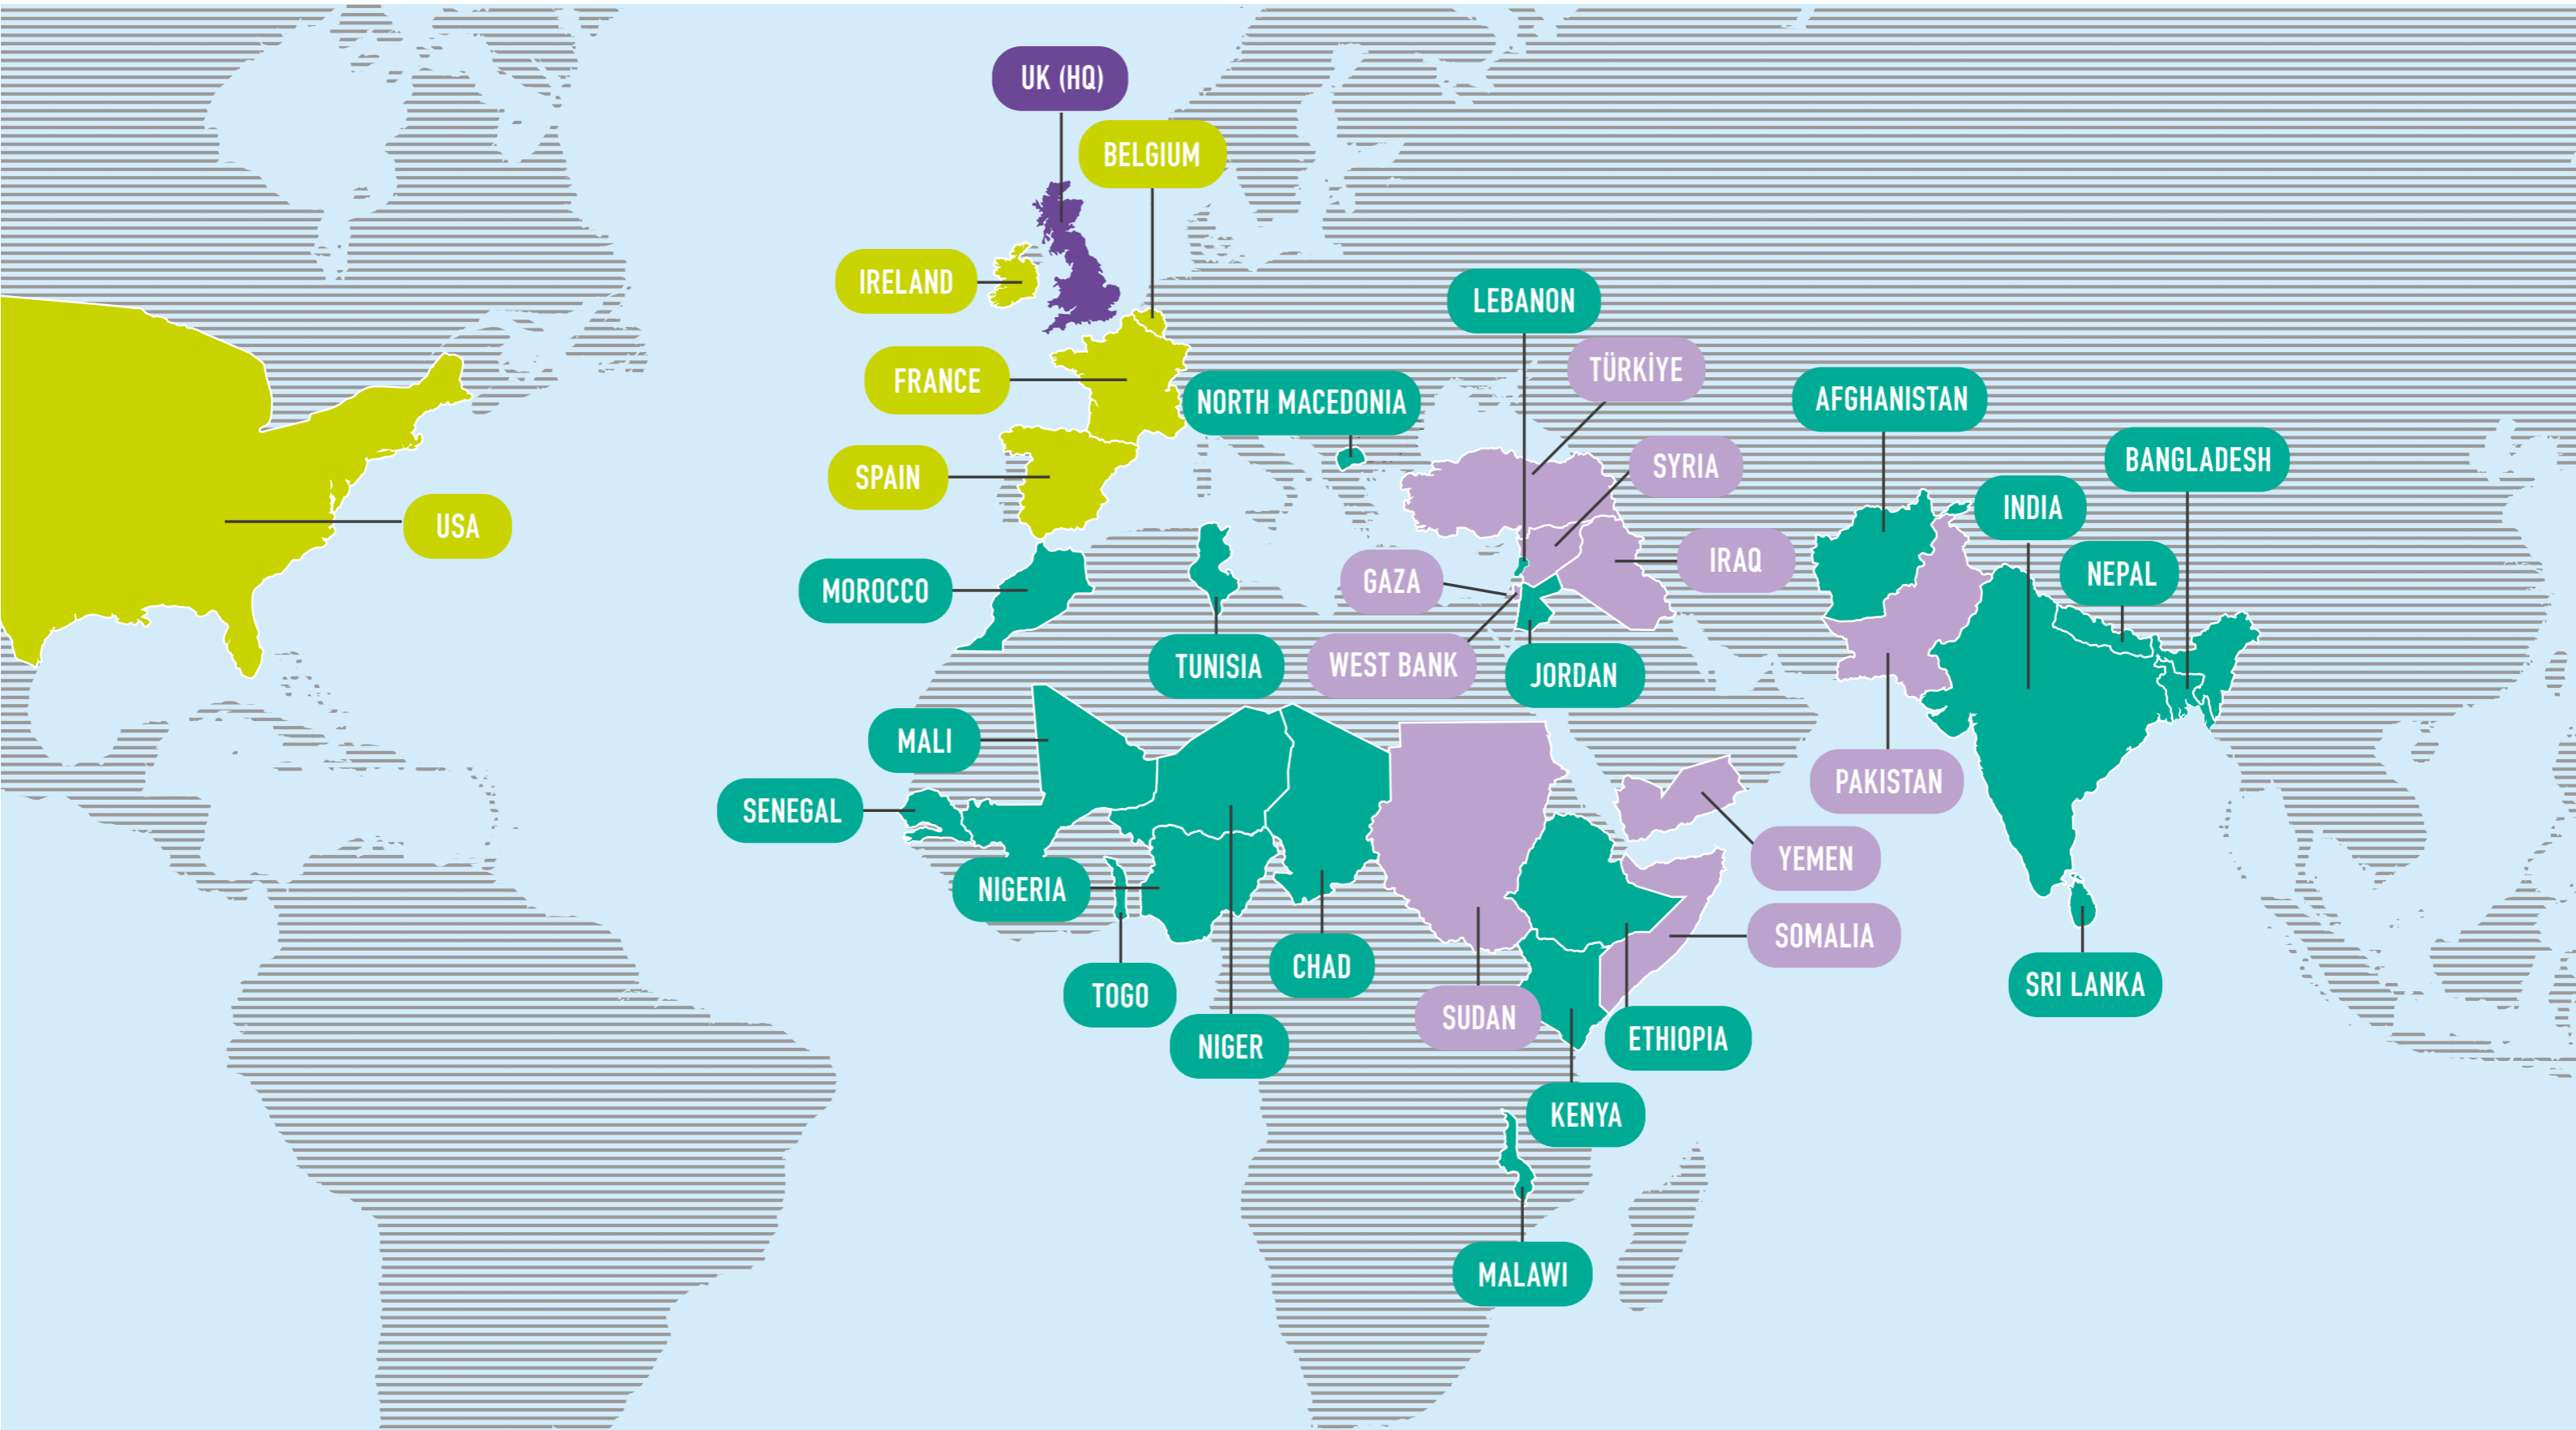 UK (HQ)
BELGIUM
IRELAND
LEBANON
FRANCE
TÜRKİYE
NORTH MACEDONIA
AFGHANISTAN
SPAIN
SYRIA
BANGLADESH
USA
INDIA
MOROCCO
GAZA
IRAQ
NEPAL
TUNISIA
WEST BANK
JORDAN
MALI
PAKISTAN
SENEGAL
YEMEN
NIGERIA
SOMALIA
TOGO
CHAD
SRI LANKA
NIGER
SUDAN
ETHIOPIA
KENYA
MALAWI